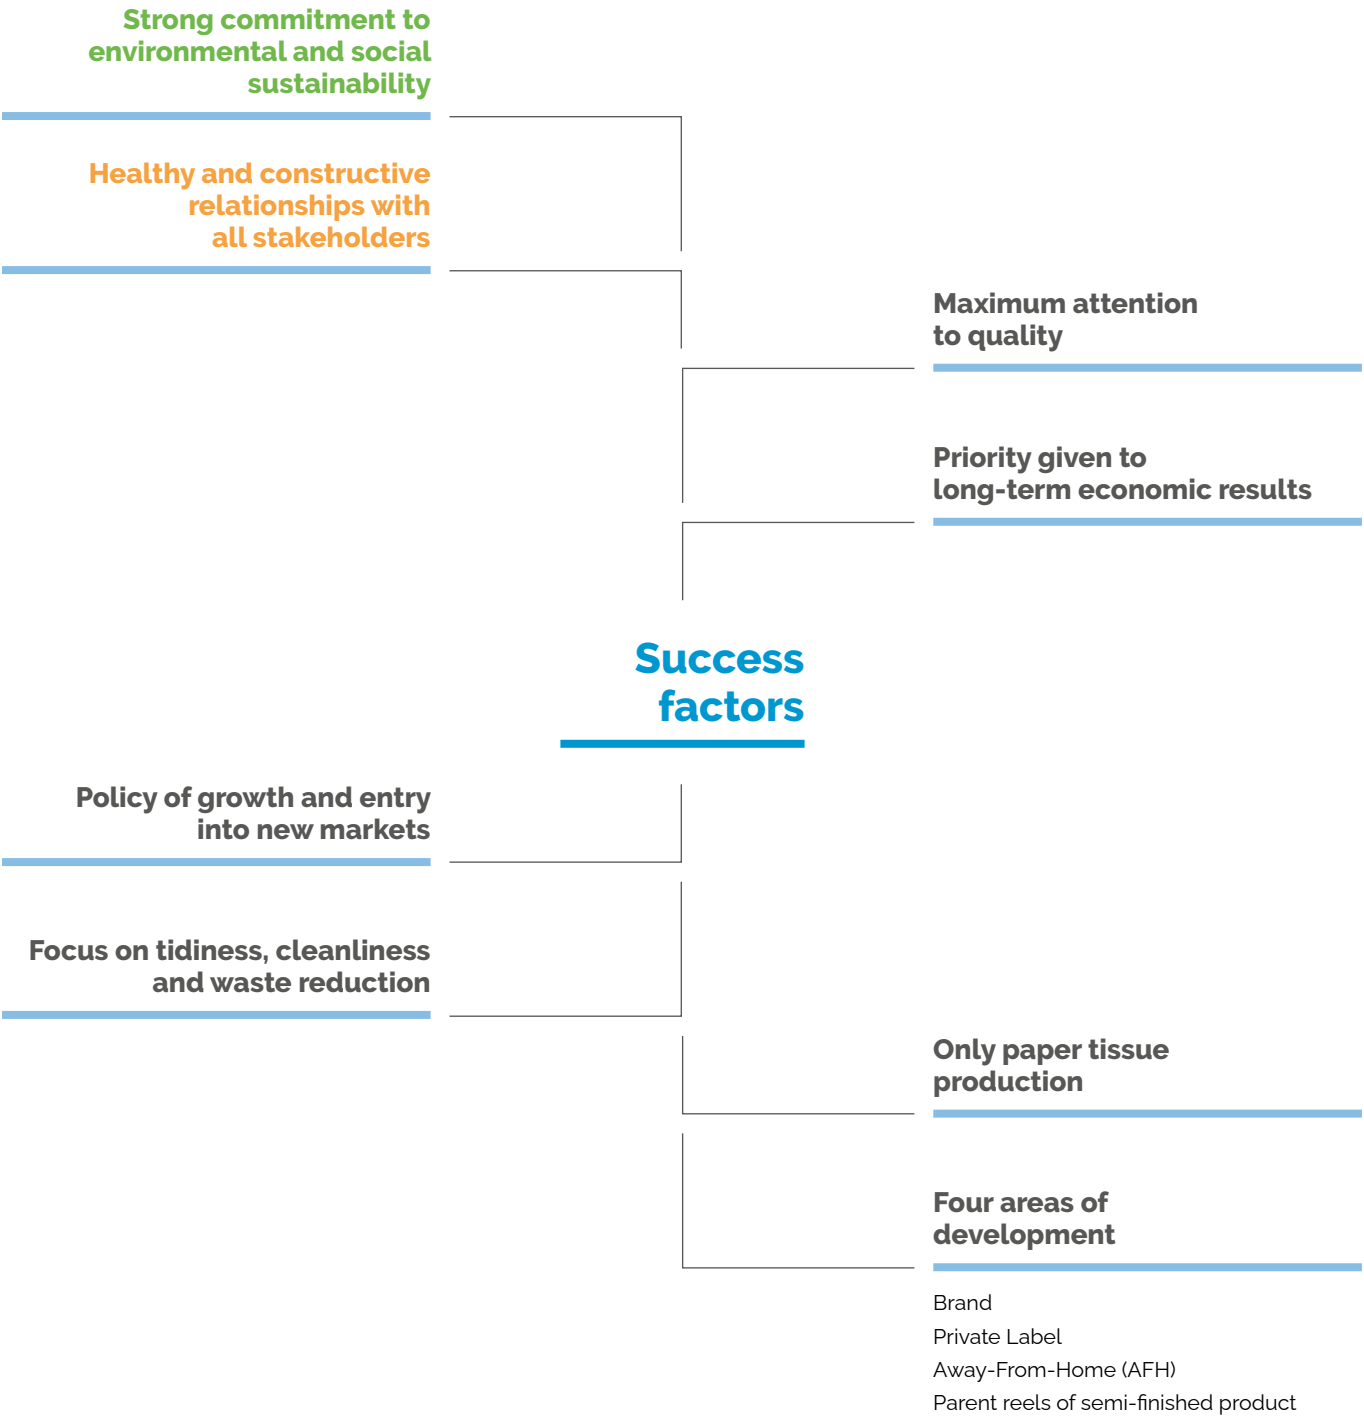 Strong commitment to
environmental and social
sustainability
Healthy and constructive
relationships with
all stakeholders
Maximum attention
to quality
Priority given to
long-term economic results
Success
factors
Policy of growth and entry
into new markets
Focus on tidiness, cleanliness
and waste reduction
Only paper tissue
production
Four areas of
development
Brand
Private Label
Away-From-Home (AFH)
Parent reels of semi-finished product